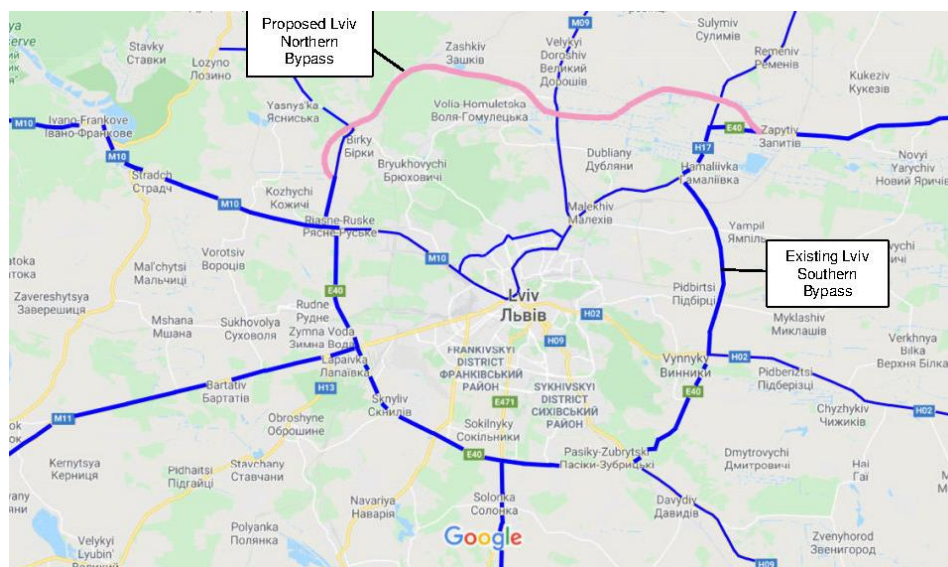 Proposed Lviv
Northern
Bypass
M09
Stavky
Ставки
Lozyno
Лозино
Zashkiv
Зашків
Velykyi
Doroshiv
Великий
Дорошів
Sulymiv
Сулимів
Remeniv
Ременів
Kukeziv
Кукезів
Yasnys'ka
Ясниська
Volia-Homuletska
Воля-Гомулецька
M10
Ivano-Frankove
Івано-Франкове
E40
Zapytiv
Запитів
Birky
Бірки
H17
M10
Stradch
Страдч
Bryukhovychi
Брюховичі
Dubliany
Дубляни
Hamaliivka
Гамаліївка
Novyi
Yarychiv
Новий Яричів
Kozhychi
Кожичі
M10
Riasne-Ruske
Рясне-Руське
Malekhiv
Малехів
Yampil
Ямпіль
Vorotsiv
Вороців
M10
Existing Lviv
Southern
Bypass
Mal'chytsi
Мальчиці
Zavereshytsya
Заверешиця
E40
Lviv
Львів
Pidbirtsi
Підбірці
Rudne
Рудне
H02
Myklashiv
Миклашів
Mshana
Мшана
Sukhovolya
Суховоля
Zymna Voda
Зимна Вода
H09
Verkhnya
Bilka
Верхня Білка
FRANKIVSKYI
DISTRICT
ФРАНКІВСЬКИЙ
РАЙОН
Lapaivka
Лапаївка
Vynnyky
Винники
H02
Pidberiztsi
Підберізці
Bartativ
Бартатів
H13
SYKHIVSKYI
DISTRICT
СИХІВСЬКИЙ
РАЙОН
E40
Sknyliv
Скнилів
E471
Chyzhykiv
Чижиків
H02
M11
Obroshyne
Оброшине
Sokilnyky
Сокільники
Kernytsya
Керниця
Pidhaitsi
Підгайці
Stavchany
Ставчани
E40
Pasiky-Zubrytski
Пасіки-Зубрицькі
Dmytrovychi
Дмитровичі
Hai
Гаї
Navariya
Наварія
Solonka
Солонка
Davydiv
Давидів
Polyanka
Полянка
Google
Zvenyhorod
Звенигород
Velykyi
Lyubin'
H09